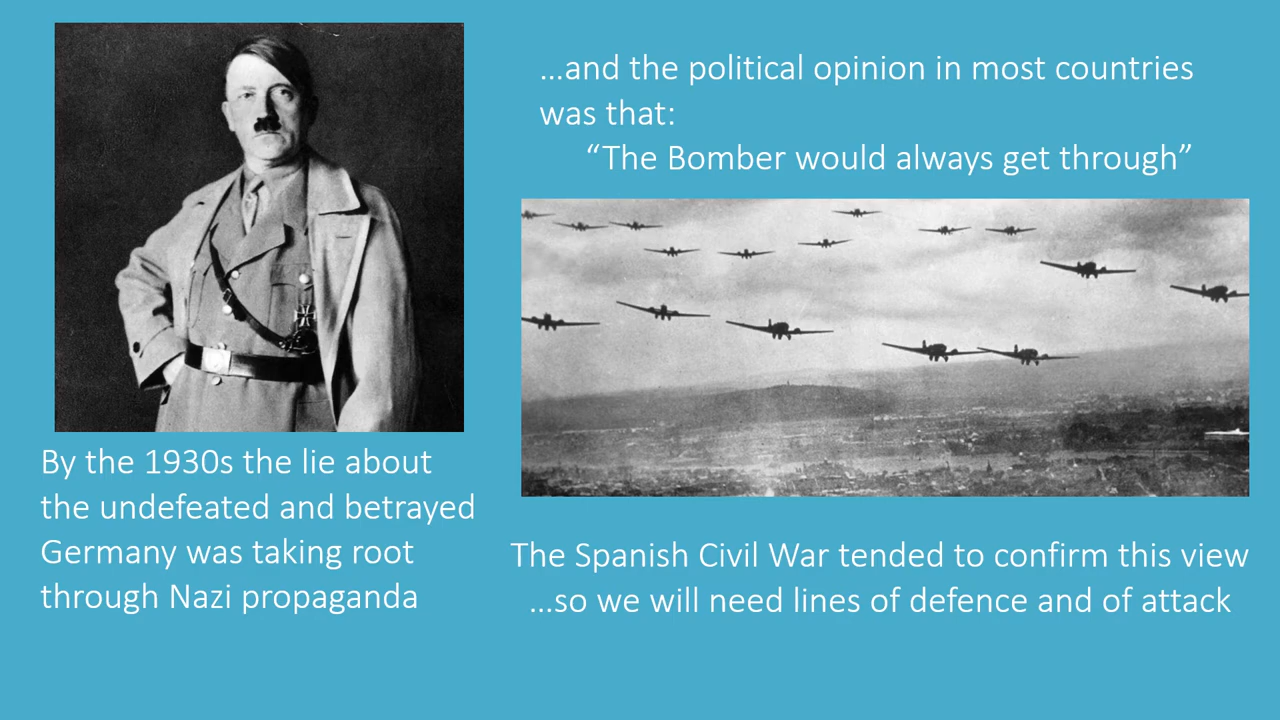 By the 1930s the lie about
the undefeated and betrayed
Germany was taking root
through Nazi propaganda
…and the political opinion in most countries
was that:
“The Bomber would always get through”
The Spanish Civil War tended to confirm this view
…so we will need lines of defence and of attack